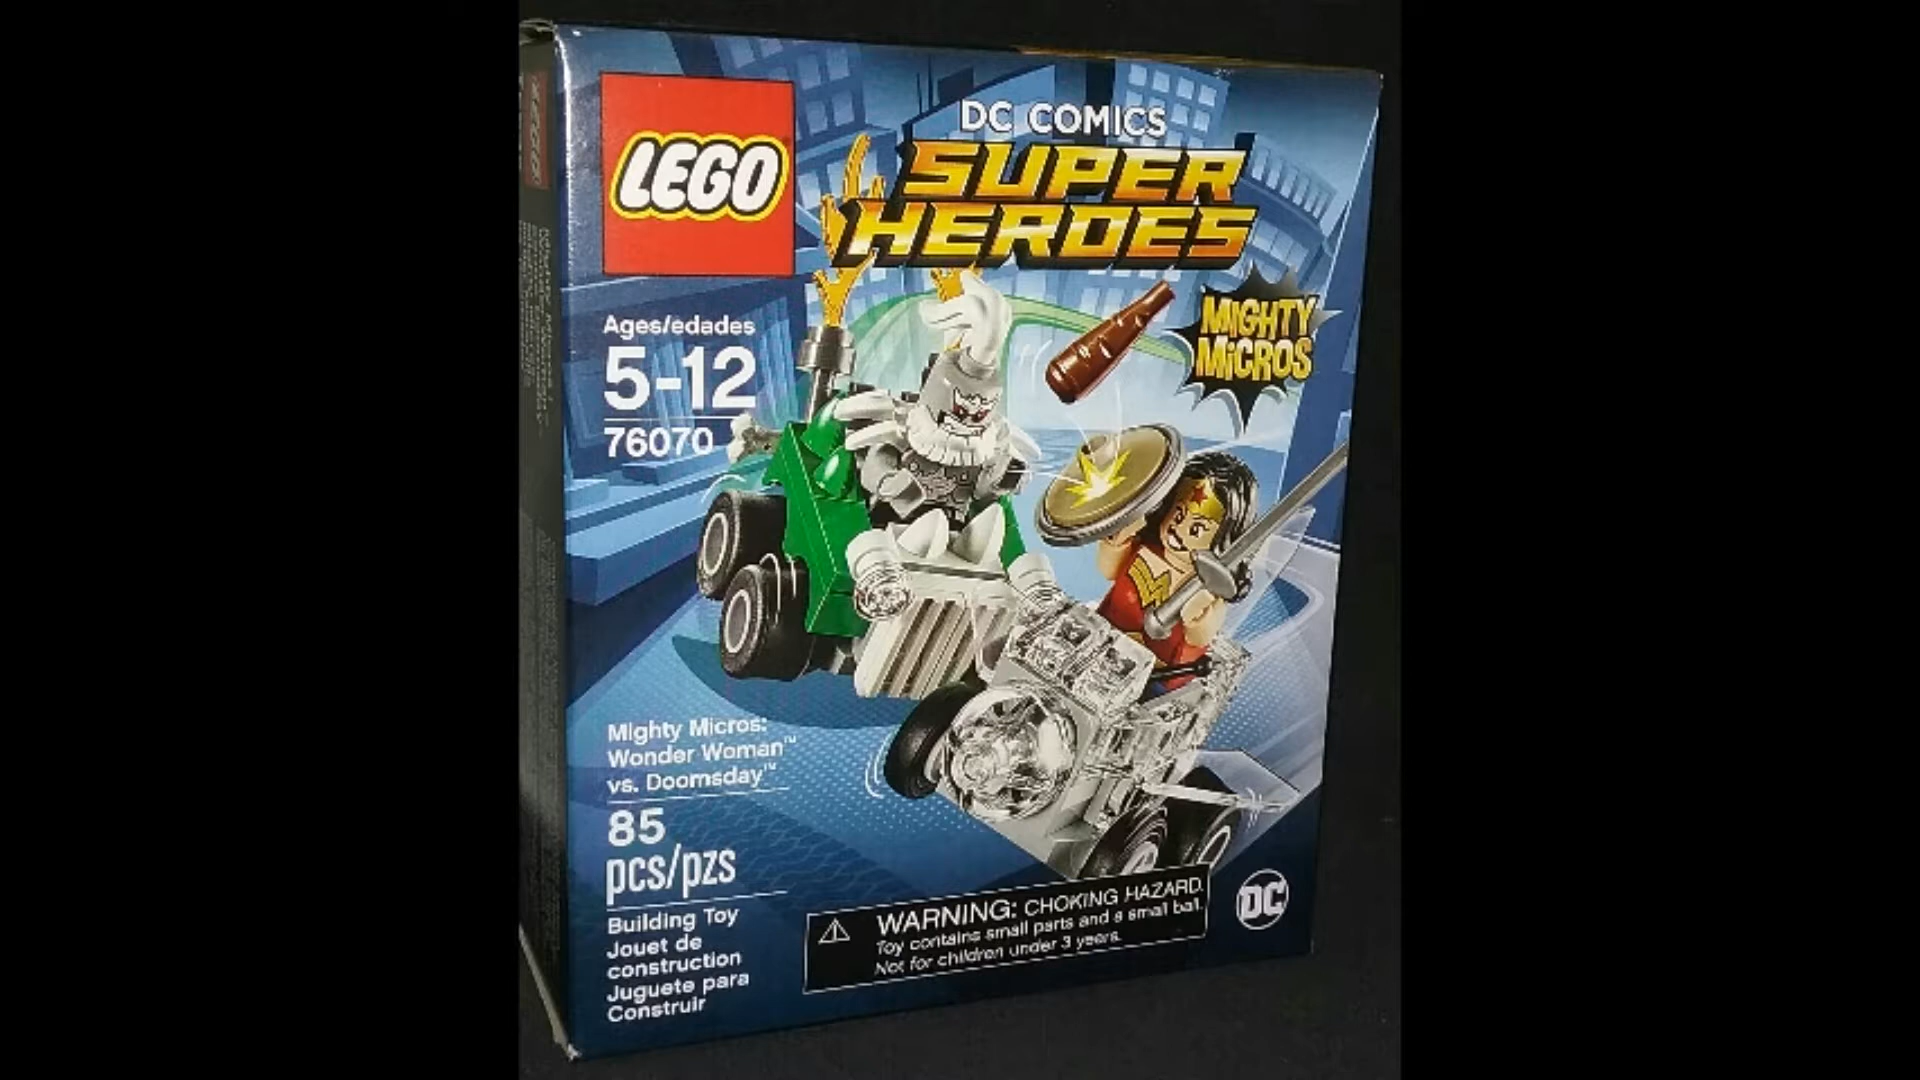 LEGO
DC COMICS
SUPER
HEROES
MIGHTY
MICROS
Ages/edades
5-12
76070
Mighty Micros:
Wonder Woman™
vs. Doomsday™
85
pcs/pzs
Building Toy
Jouet de
construction
Juguete para
Construir
WARNING: CHOKING HAZARD.
Toy contains small parts and a small ball.
Not for children under 3 years.
DC
LEGO